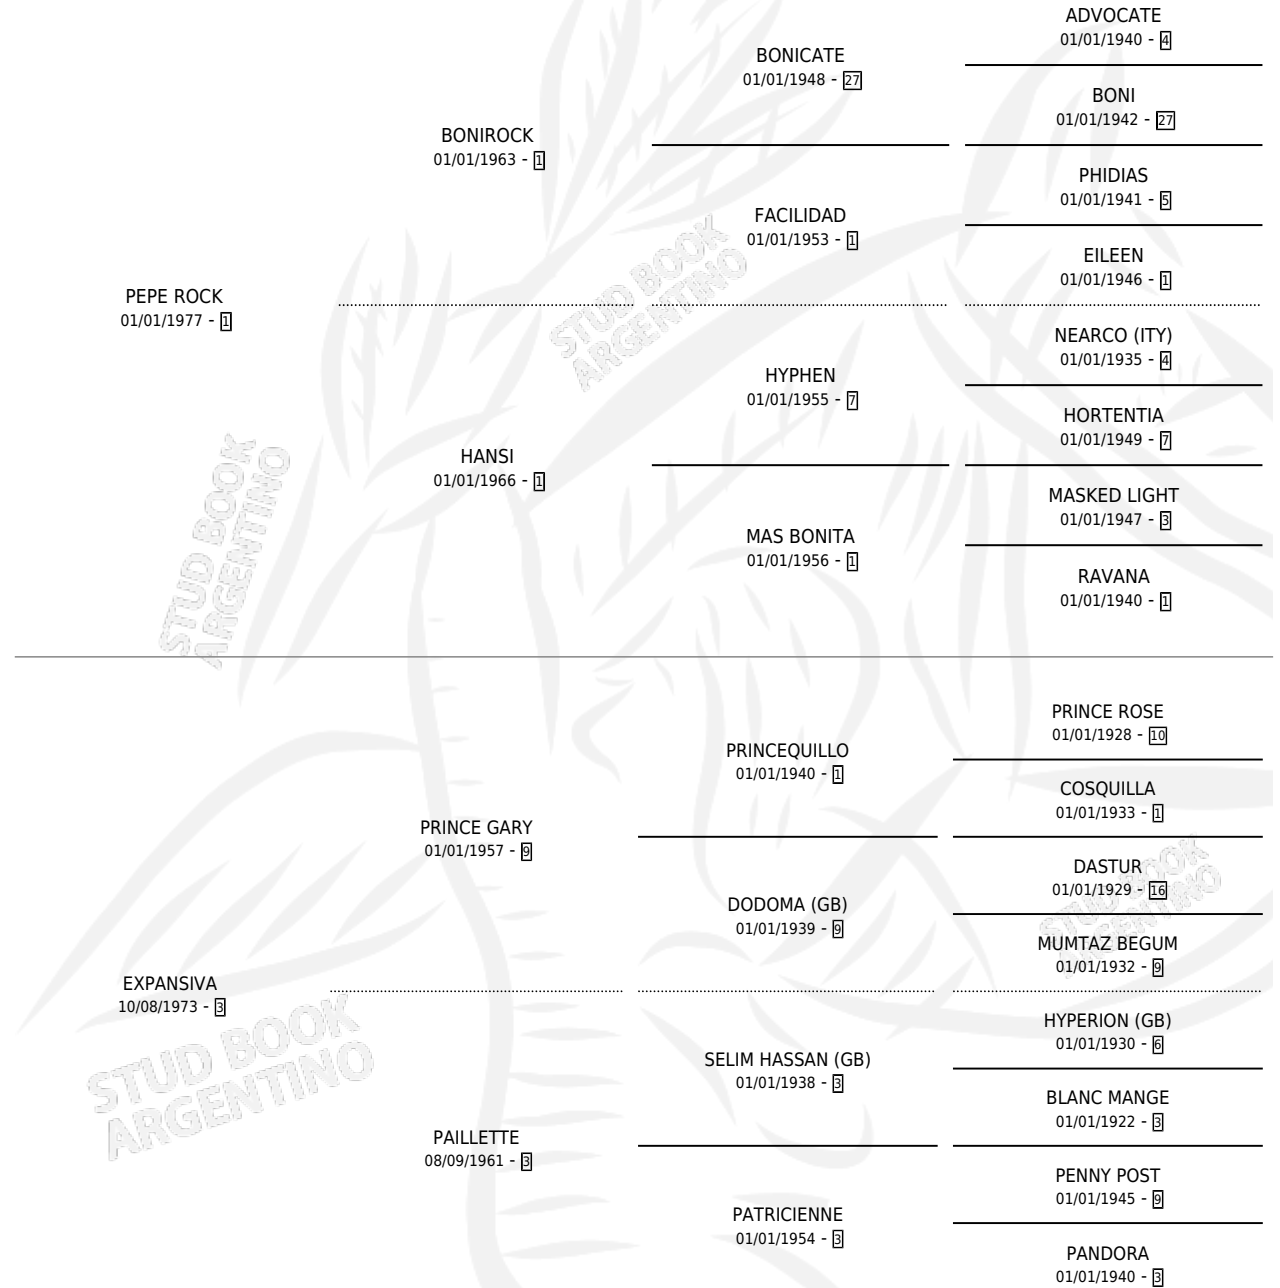 ADVOCATE
01/01/1940 - 4
BONICATE
01/01/1948 - 27
BONI
01/01/1942 - 27
BONIROCK
01/01/1963 - 1
PHIDIAS
01/01/1941 - 5
FACILIDAD
01/01/1953 - 1
EILEEN
01/01/1946 - 1
PEPE ROCK
01/01/1977 - 1
NEARCO (ITY)
01/01/1935 - 4
HYPHEN
01/01/1955 - 7
HORTENTIA
01/01/1949 - 7
HANSI
01/01/1966 - 1
MASKED LIGHT
01/01/1947 - 3
MAS BONITA
01/01/1956 - 1
RAVANA
01/01/1940 - 1
PRINCE ROSE
01/01/1928 - 10
PRINCEQUILLO
01/01/1940 - 1
COSQUILLA
01/01/1933 - 1
PRINCE GARY
01/01/1957 - 9
DASTUR
01/01/1929 - 16
DODOMA (GB)
01/01/1939 - 9
MUMTAZ BEGUM
01/01/1932 - 9
EXPANSIVA
10/08/1973 - 3
HYPERION (GB)
01/01/1930 - 6
SELIM HASSAN (GB)
01/01/1938 - 3
BLANC MANGE
01/01/1922 - 3
PAILLETTE
08/09/1961 - 3
PENNY POST
01/01/1945 - 9
PATRICIENNE
01/01/1954 - 3
PANDORA
01/01/1940 - 3
STUD BOOK
ARGENTINO
STUD BOOK
ARGENTINO
STUD BOOK
ARGENTINO
STUD BOOK
ARGENTINO